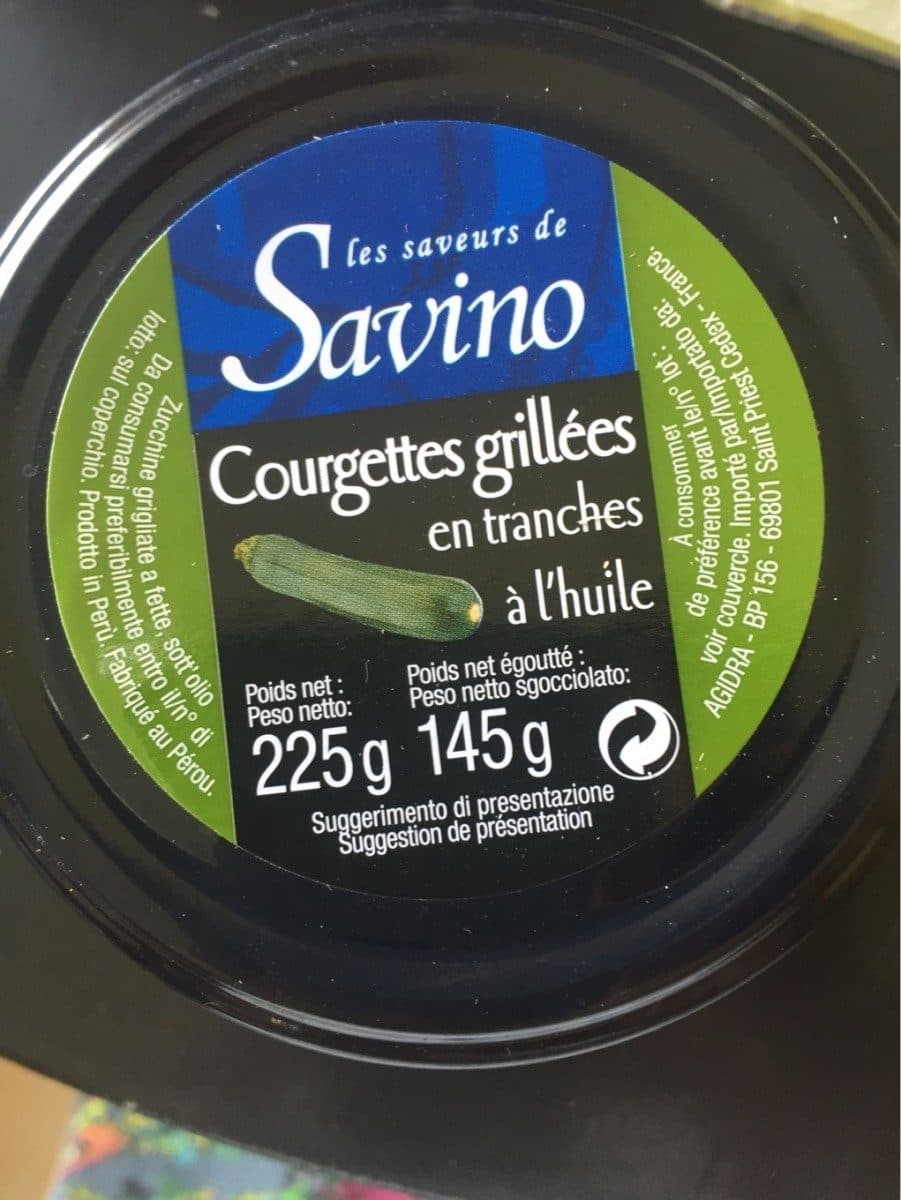 les saveurs de
Savino
Courgettes grillées
en tranches
à l'huile
Poids net :
Peso netto:
225g
Poids net égoutté :
Peso netto sgocciolato:
145g
Suggerimento di presentazione
Suggestion de présentation
Zucchine grigliate a fette, sott'olio
Da consumarsi preferibilmente entro il/n° di
lotto: sul coperchio. Prodotto in Perù. Fabriqué au Pérou.
À consommer
de préférence avant le/n° lot :
voir couvercle. Importé par/Importato da:
AGIDRA - BP 156 - 69801 Saint Priest Cedex - France.